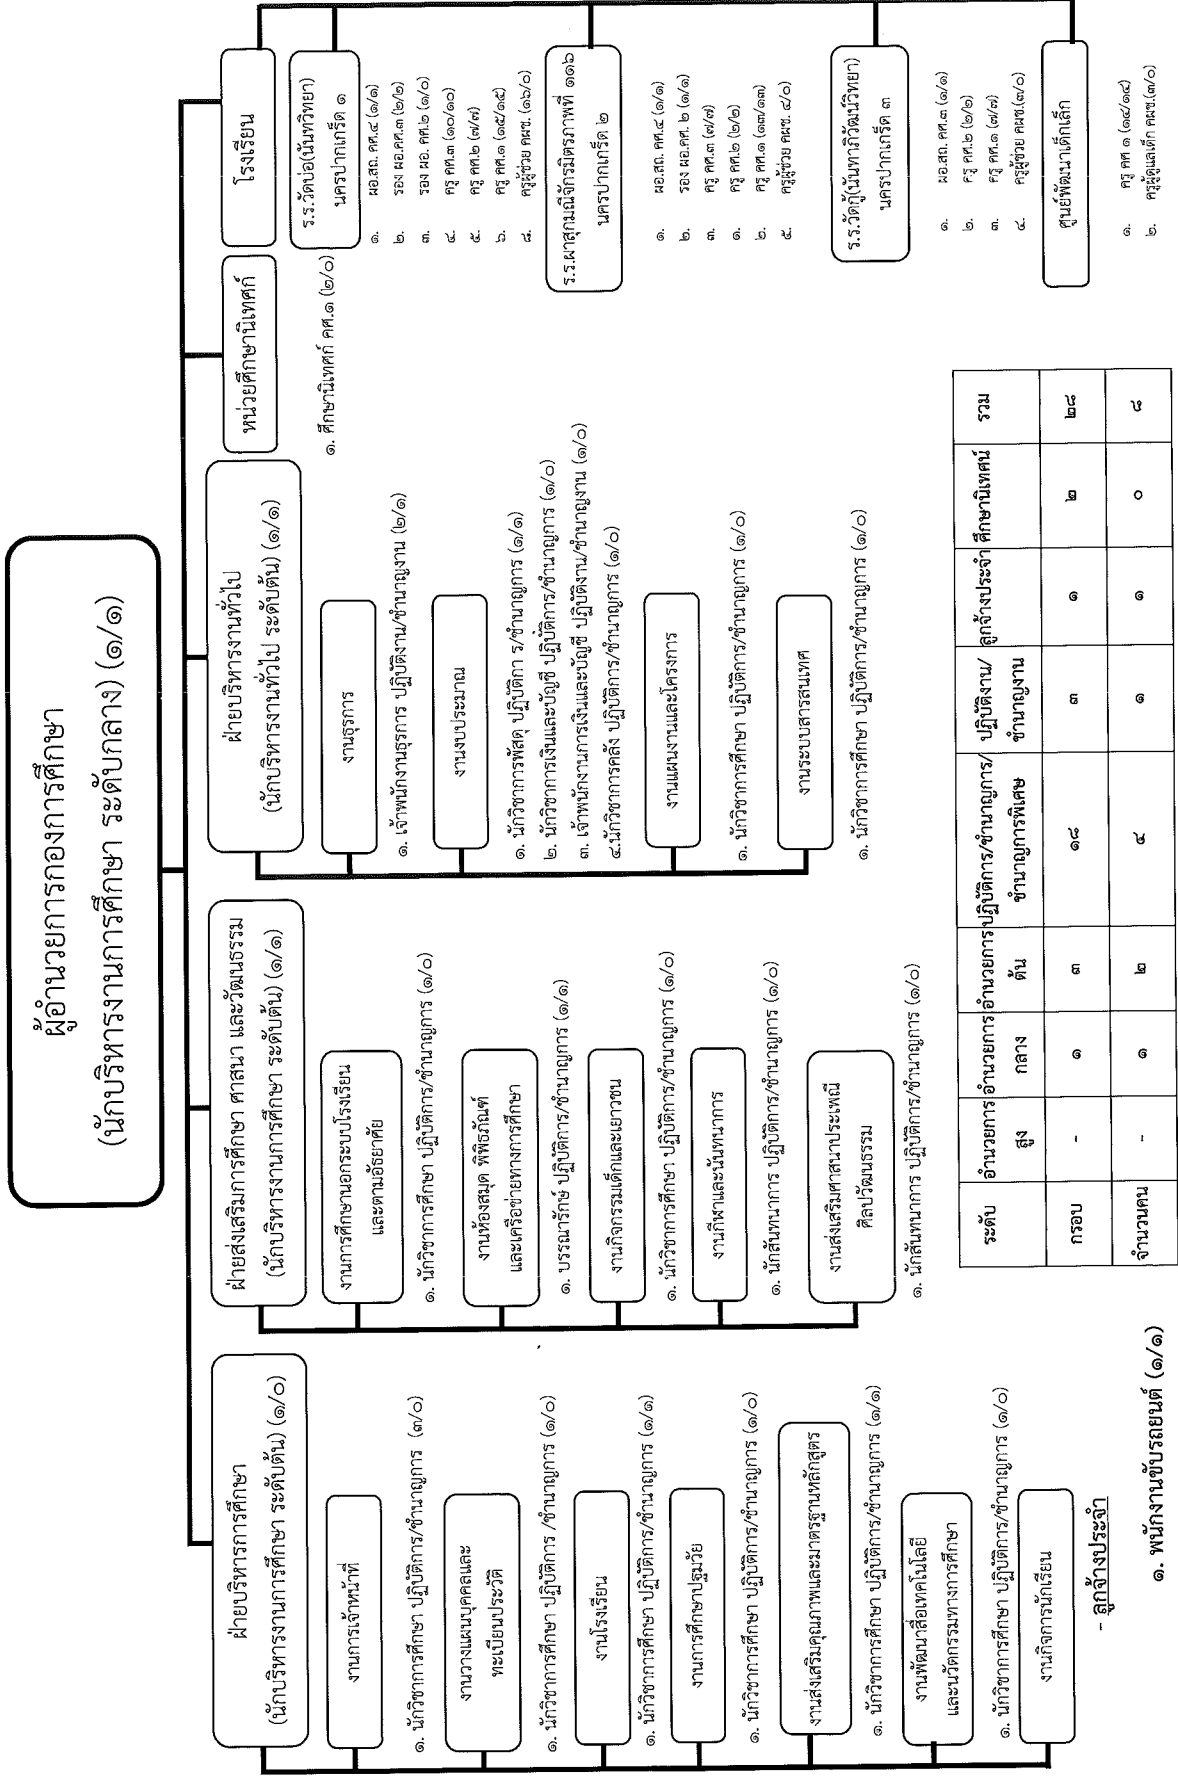 ผู้อำนวยการกองการศึกษา
(นักบริหารงานการศึกษา ระดับกลาง) (๑/๑)
ฝ่ายบริหารการศึกษา
(นักบริหารงานการศึกษา ระดับต้น) (๑/๐)
งานการเจ้าหน้าที่
๑. นักวิชาการศึกษา ปฏิบัติการ/ชำนาญการ (๓/๐)
งานวางแผนบุคคลและ
ทะเบียนประวัติ
๑. นักวิชาการศึกษา ปฏิบัติการ /ชำนาญการ (๑/๐)
งานโรงเรียน
๑. นักวิชาการศึกษา ปฏิบัติการ/ชำนาญการ (๑/๑)
งานการศึกษาปฐมวัย
๑. นักวิชาการศึกษา ปฏิบัติการ/ชำนาญการ (๑/๐)
งานส่งเสริมคุณภาพและมาตรฐานหลักสูตร
๑. นักวิชาการศึกษา ปฏิบัติการ/ชำนาญการ (๑/๑)
งานพัฒนาสื่อเทคโนโลยี
และนวัตกรรมทางการศึกษา
๑. นักวิชาการศึกษา ปฏิบัติการ/ชำนาญการ (๑/๐)
งานกิจการนักเรียน
- ลูกจ้างประจำ
๑. พนักงานขับรถยนต์ (๑/๑)
ฝ่ายส่งเสริมการศึกษา ศาสนา และวัฒนธรรม
(นักบริหารงานการศึกษา ระดับต้น) (๑/๑)
งานการศึกษานอกระบบโรงเรียน
และตามอัธยาศัย
๑. นักวิชาการศึกษา ปฏิบัติการ/ชำนาญการ (๑/๐)
งานห้องสมุด พิพิธภัณฑ์
และเครือข่ายทางการศึกษา
๑. บรรณารักษ์ ปฏิบัติการ/ชำนาญการ (๑/๑)
งานกิจกรรมเด็กและเยาวชน
๑. นักวิชาการศึกษา ปฏิบัติการ/ชำนาญการ (๑/๐)
งานกีฬาและนันทนาการ
๑. นักสันทนาการ ปฏิบัติการ/ชำนาญการ (๑/๐)
งานส่งเสริมศาสนาประเพณี
ศิลปวัฒนธรรม
๑. นักสันทนาการ ปฏิบัติการ/ชำนาญการ (๑/๐)
ฝ่ายบริหารงานทั่วไป
(นักบริหารงานทั่วไป ระดับต้น) (๑/๑)
งานธุรการ
๑. เจ้าพนักงานธุรการ ปฏิบัติงาน/ชำนาญงาน (๒/๑)
งานงบประมาณ
๑. นักวิชาการพัสดุ ปฏิบัติกา ร/ชำนาญการ (๑/๑)
๒. นักวิชาการเงินและบัญชี ปฏิบัติการ/ชำนาญการ (๑/๐)
๓. เจ้าพนักงานการเงินและบัญชี ปฏิบัติงาน/ชำนาญงาน (๑/๐)
๔.นักวิชาการคลัง ปฏิบัติการ/ชำนาญการ (๑/๐)
งานแผนงานและโครงการ
๑. นักวิชาการศึกษา ปฏิบัติการ/ชำนาญการ (๑/๐)
งานระบบสารสนเทศ
๑. นักวิชาการศึกษา ปฏิบัติการ/ชำนาญการ (๑/๐)
หน่วยศึกษานิเทศก์
๑. ศึกษานิเทศก์ คศ.๑ (๒/๐)
โรงเรียน
ร.ร.วัดบ่อ(นันทวิทยา)
นครปากเกร็ด ๑
๑. ผอ.สถ. คศ.๔ (๑/๑)
๒. รอง ผอ.คศ.๓ (๒/๒)
๓. รอง ผอ. คศ.๒ (๑/๐)
๔. ครู คศ.๓ (๑๐/๑๐)
๕. ครู คศ.๒ (๗/๗)
๖. ครู คศ.๑ (๑๕/๑๕)
๘. ครูผู้ช่วย คผช. (๑๖/๐)
ร.ร.ผาสุกมณีจักรมิตรภาพที่ ๑๑๖
นครปากเกร็ด ๒
๑. ผอ.สถ. คศ.๔ (๑/๑)
๒. รอง ผอ.คศ. ๒ (๑/๑)
๓. ครู คศ.๓ (๗/๗)
๑. ครู คศ.๒ (๒/๒)
๒. ครู คศ.๑ (๑๓/๑๓)
๕. ครูผู้ช่วย คผช. ๔/๐)
ร.ร.วัดกู้(นันทาภิวัฒน์วิทยา)
นครปากเกร็ด ๓
๑. ผอ.สถ. คศ.๓ (๑/๑)
๒. ครู คศ.๒ (๒/๒)
๓. ครู คศ.๑ (๗/๗)
๔. ครูผู้ช่วย คผช.(๓/๐)
ศูนย์พัฒนาเด็กเล็ก
๑. ครู คศ ๑ (๑๔/๑๔)
๒. ครูผู้ดูแลเด็ก คผช.(๓/๐)
ระดับ อำนวยการสูง อำนวยการกลาง อำนวยการต้น ปฏิบัติการ/ชำนาญการ/ชำนาญการพิเศษ ปฏิบัติงาน/ชำนาญงาน ลูกจ้างประจำ ศึกษานิเทศน์ รวม
กรอบ - ๑ ๓ ๑๘ ๓ ๑ ๒ ๒๘
จำนวนคน - ๑ ๒ ๔ ๑ ๑ ๐ ๘